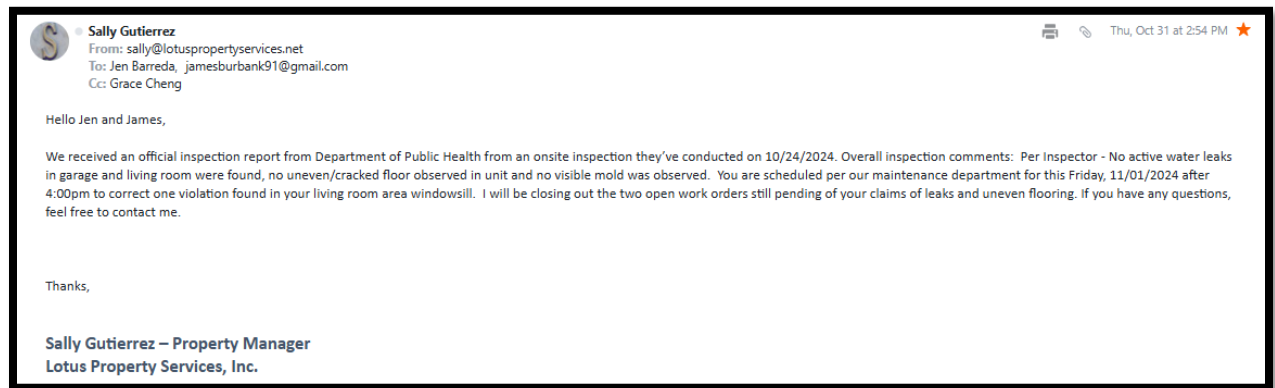 Sally Gutierrez
Thu, Oct 31 at 2:54 PM
From: sally@lotuspropertyservices.net
To: Jen Barreda, jamesburbank91@gmail.com
Cc: Grace Cheng
Hello Jen and James,
We received an official inspection report from Department of Public Health from an onsite inspection they’ve conducted on 10/24/2024. Overall inspection comments: Per Inspector - No active water leaks
in garage and living room were found, no uneven/cracked floor observed in unit and no visible mold was observed. You are scheduled per our maintenance department for this Friday, 11/01/2024 after
4:00pm to correct one violation found in your living room area windowsill. I will be closing out the two open work orders still pending of your claims of leaks and uneven flooring. If you have any questions,
feel free to contact me.
Thanks,
Sally Gutierrez – Property Manager
Lotus Property Services, Inc.